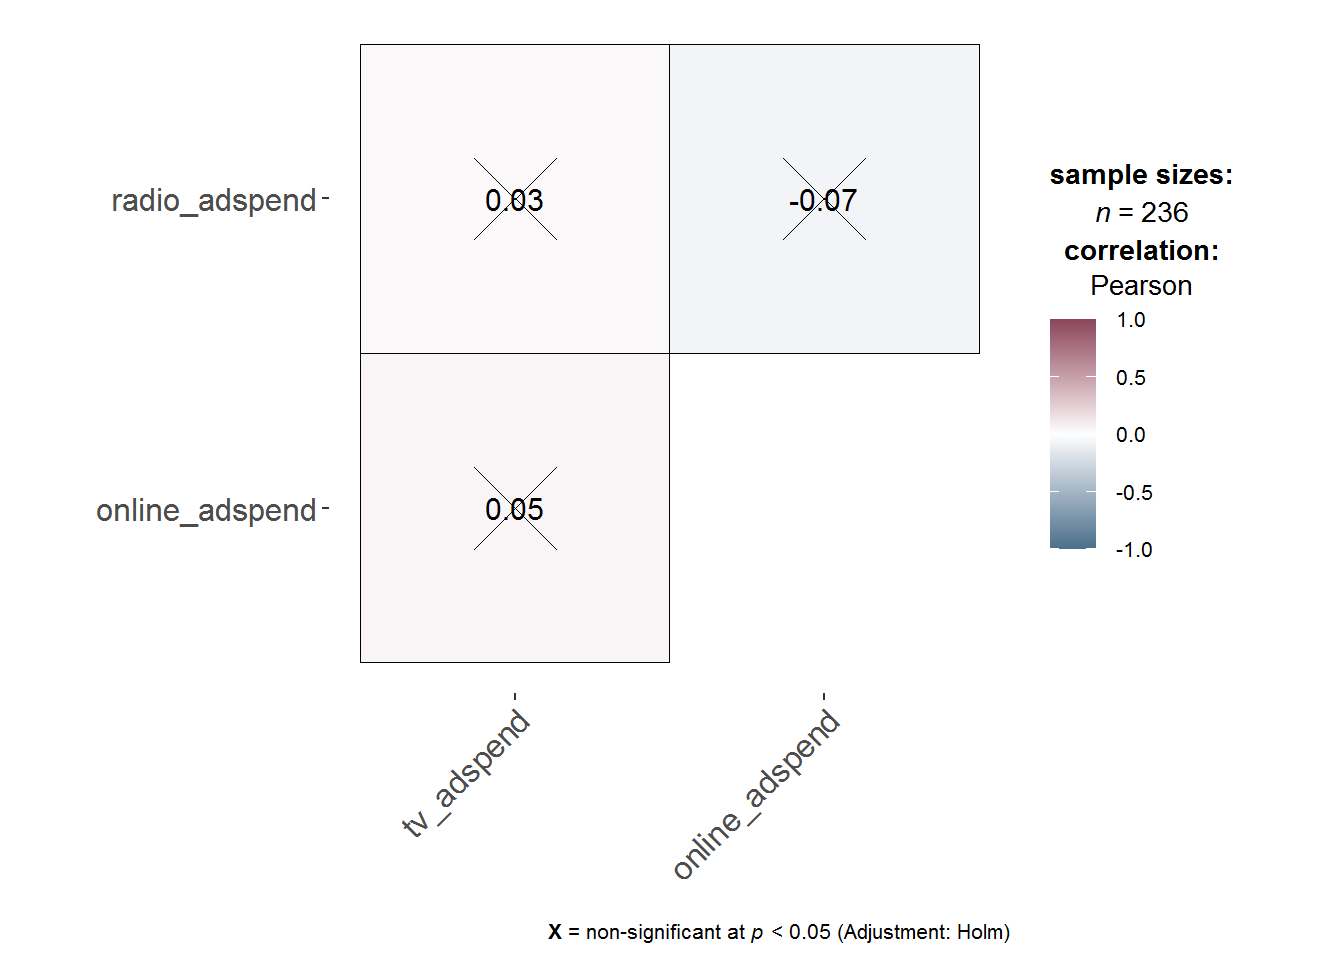 radio_adspend
0.03
-0.07
online_adspend
0.05
tv_adspend
online_adspend
sample sizes:
n = 236
correlation:
Pearson
1.0
0.5
0.0
-0.5
-1.0
X = non-significant at p < 0.05 (Adjustment: Holm)